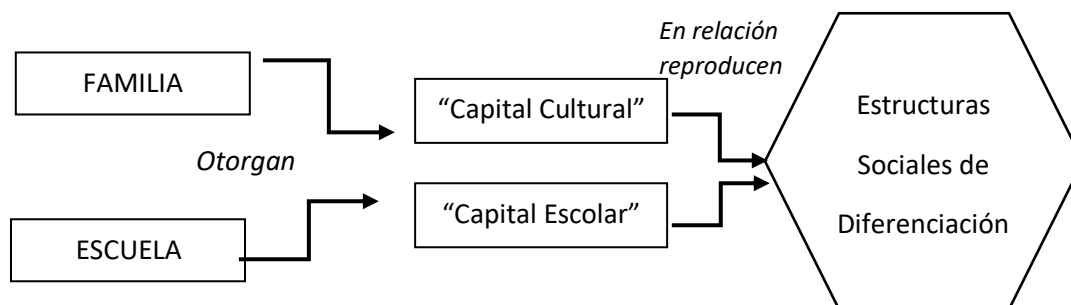 FAMILIA
ESCUELA
Otorgan
“Capital Cultural”
“Capital Escolar”
En relación
reproducen
Estructuras
Sociales de
Diferenciación